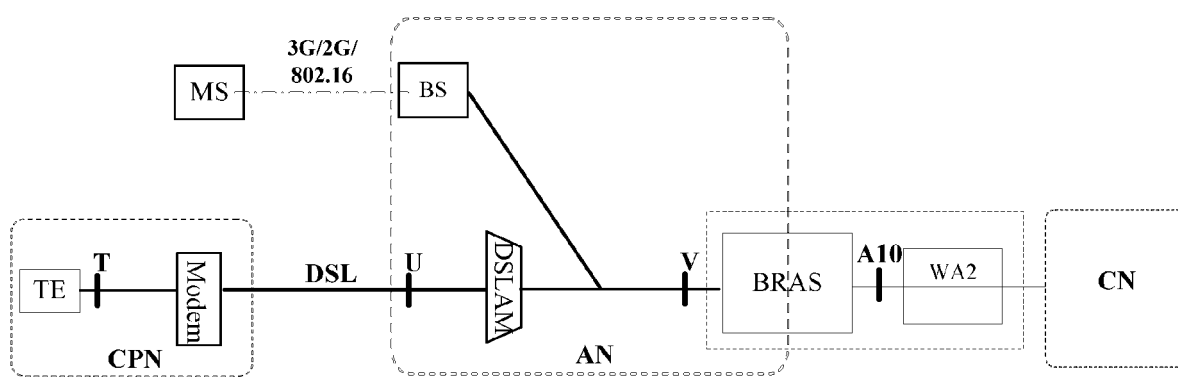 3G/2G/
802.16
MS
BS
T
U
V
A10
TE
Modem
DSL
DSLAM
BRAS
WA2
CN
CPN
AN